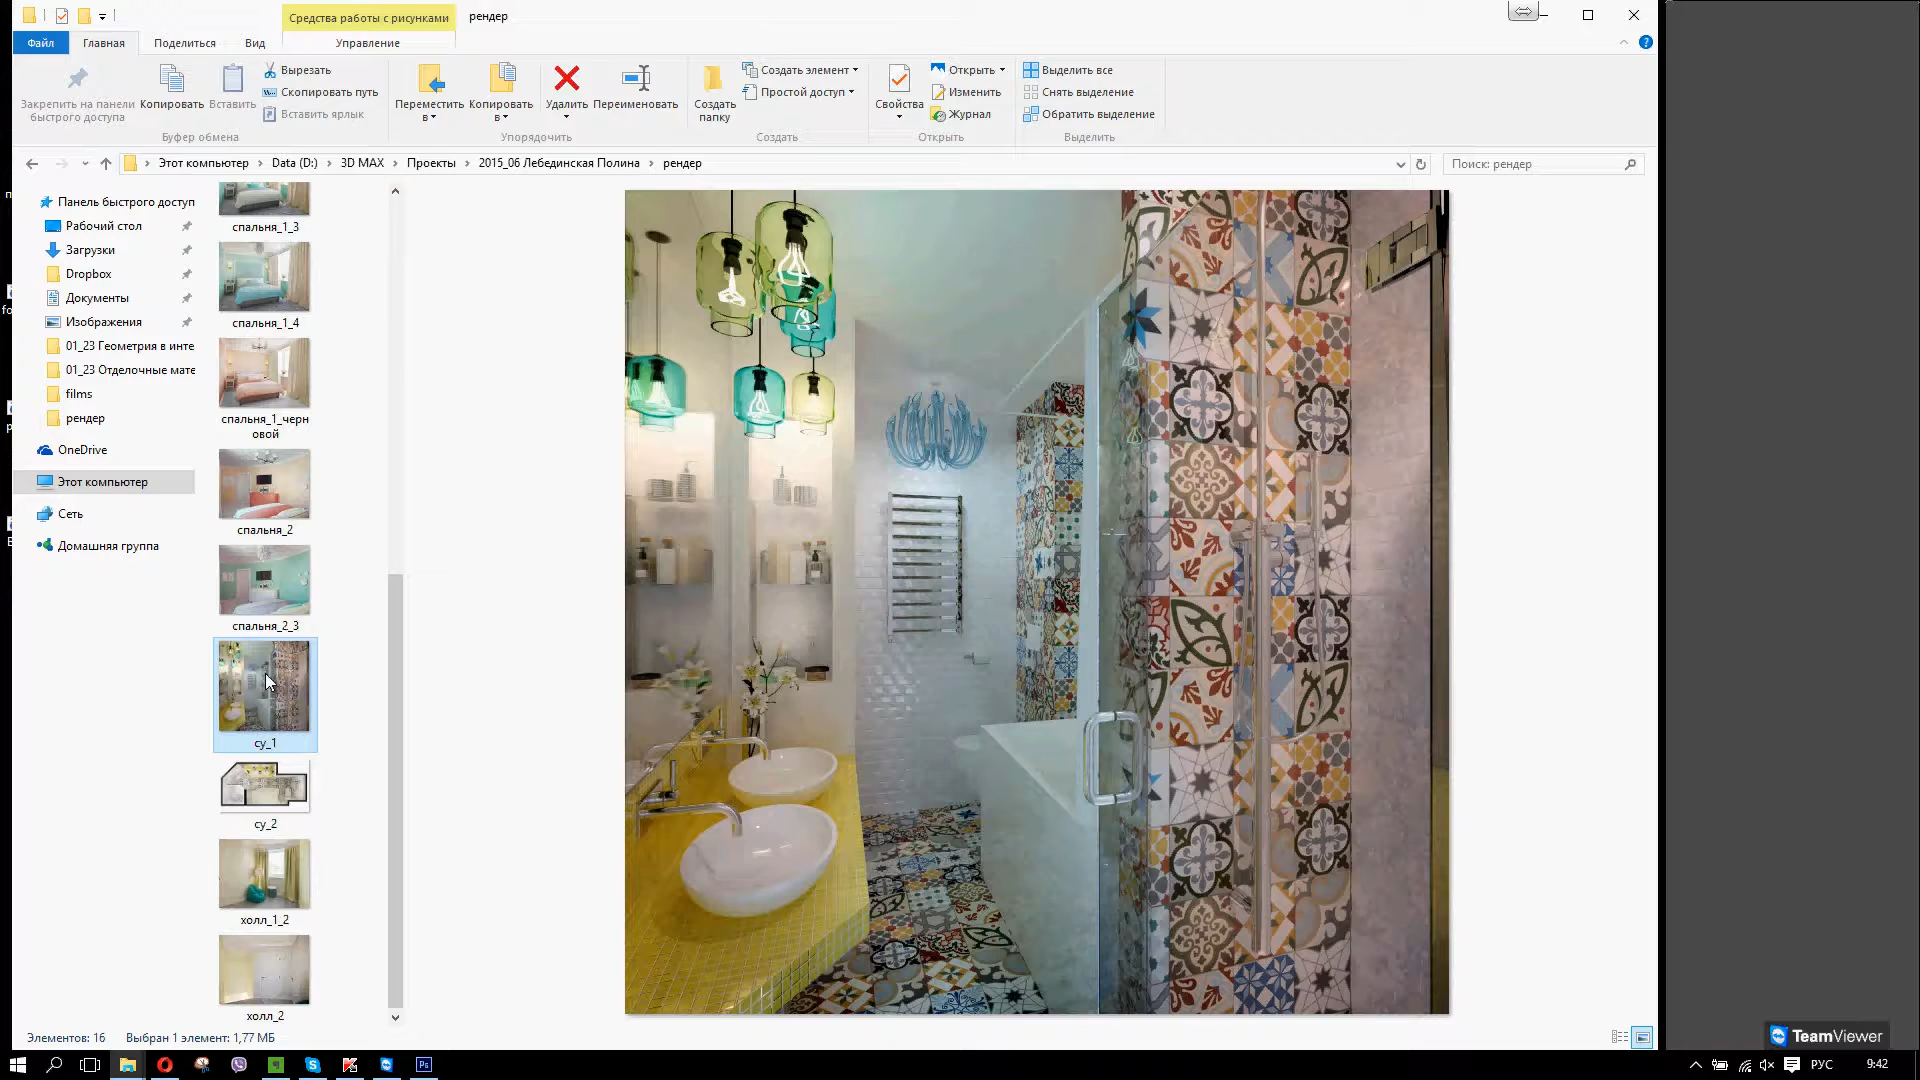 Средства работы с рисунками
рендер
Файл
Главная
Поделиться
Вид
Управление
Закрепить на панели
быстрого доступа
Копировать
Вставить
Вырезать
Скопировать путь
Вставить ярлык
Буфер обмена
Переместить
в
Копировать
в
Удалить
Переименовать
Упорядочить
Создать
папку
Создать элемент
Простой доступ
Создать
Свойства
Открыть
Изменить
Журнал
Открыть
Выделить все
Снять выделение
Обратить выделение
Выделить
Этот компьютер > Data (D:) > 3D MAX > Проекты > 2015_06 Лебединская Полина > рендер
Поиск: рендер
Панель быстрого доступ
Рабочий стол
Загрузки
Dropbox
Документы
Изображения
01_23 Геометрия в инте
01_23 Отделочные мате
films
рендер
OneDrive
Этот компьютер
Сеть
Домашняя группа
спальня_1_3
спальня_1_4
спальня_1_черн
овой
спальня_2
спальня_2_3
су_1
су_2
холл_1_2
холл_2
Элементов: 16
Выбран 1 элемент: 1,77 МБ
TeamViewer
Ps
РУС
9:42